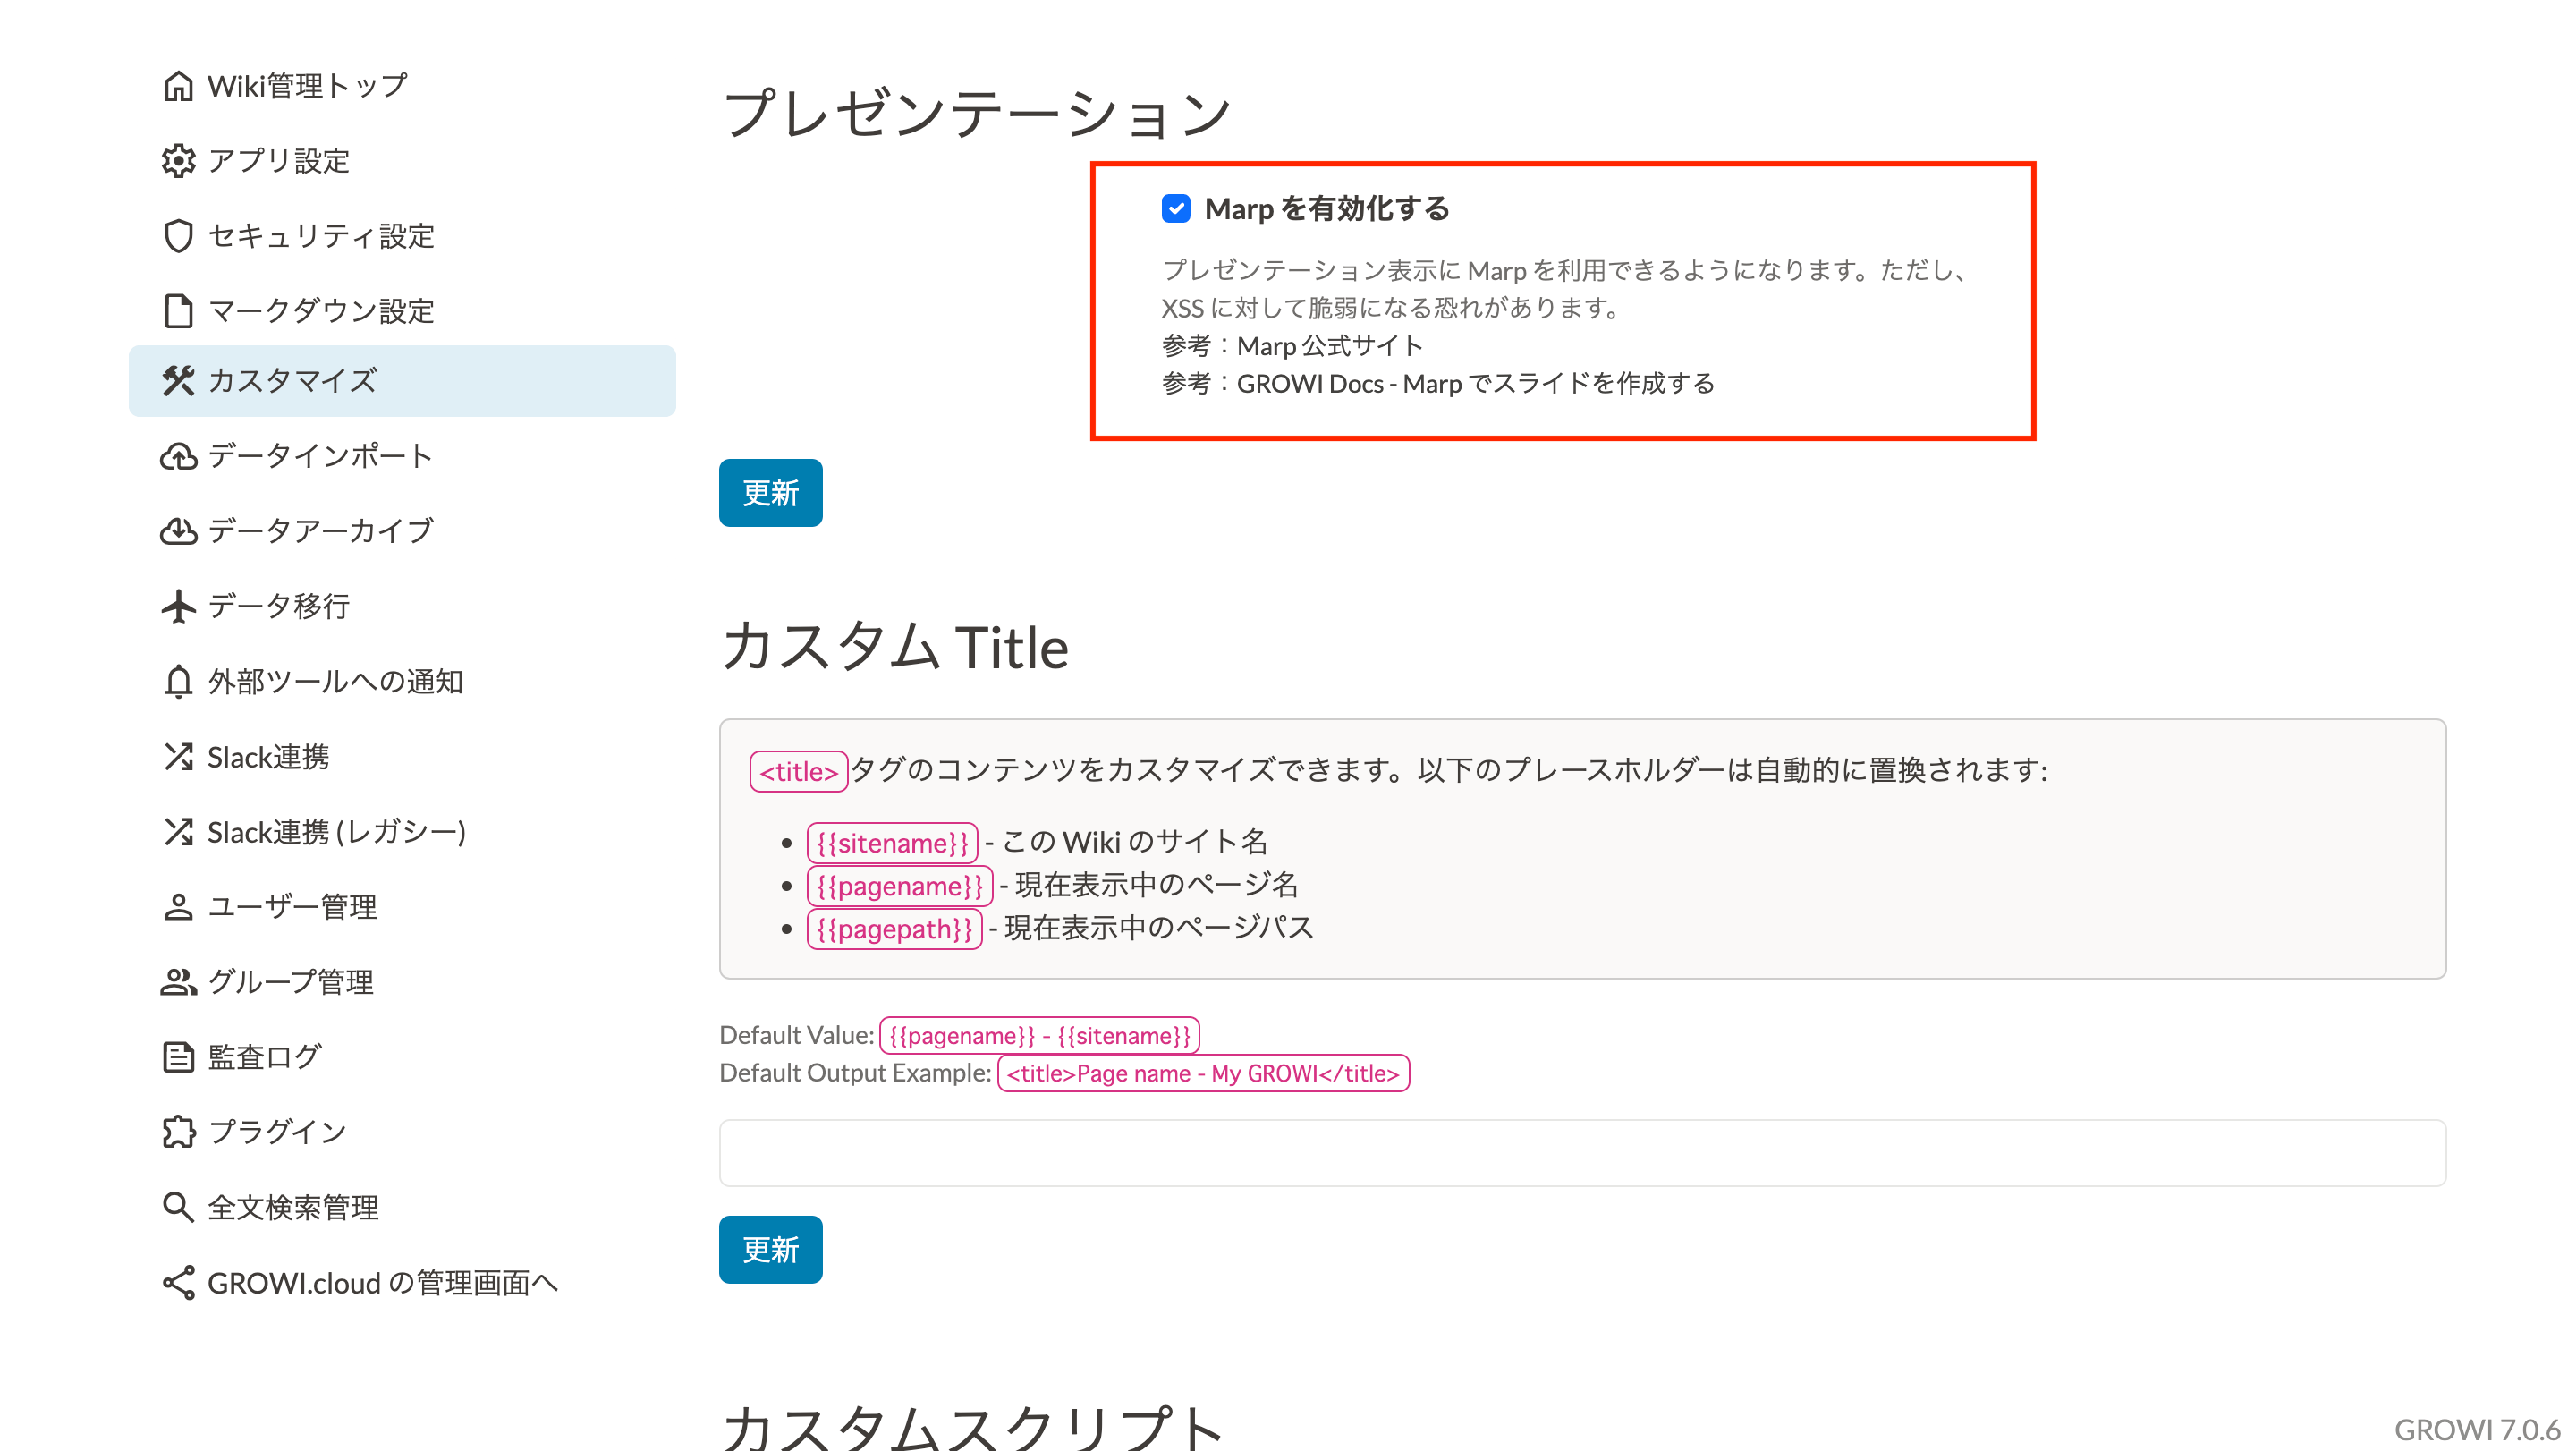 Wiki管理トップ
アプリ設定
セキュリティ設定
マークダウン設定
カスタマイズ
データインポート
データアーカイブ
データ移行
外部ツールへの通知
Slack連携
Slack連携 (レガシー)
ユーザー管理
グループ管理
監査ログ
プラグイン
全文検索管理
GROWI.cloud の管理画面へ
プレゼンテーション
Marp を有効化する
プレゼンテーション表示に Marp を利用できるようになります。ただし、
XSS に対して脆弱になる恐れがあります。
参考：Marp 公式サイト
参考：GROWI Docs - Marp でスライドを作成する
更新
カスタム Title
<title>タグのコンテンツをカスタマイズできます。以下のプレースホルダーは自動的に置換されます:
{{sitename}} - この Wiki のサイト名
{{pagename}} - 現在表示中のページ名
{{pagepath}} - 現在表示中のページパス
Default Value: {{pagename}} - {{sitename}}
Default Output Example: <title>Page name - My GROWI</title>
更新
カスタムスクリプト
GROWI 7.0.6